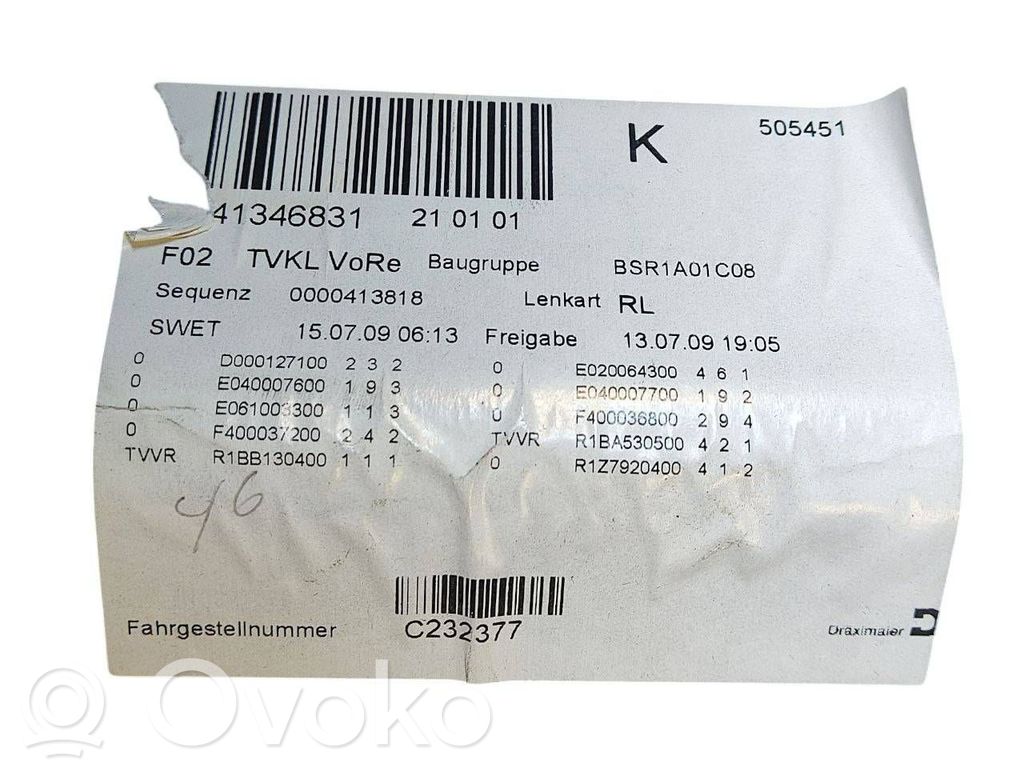 K 505451
41346831 21 01 01
F02 TVKL VoRe Baugruppe BSR1A01C08
Sequenz 0000413818 Lenkart RL
SWET 15.07.09 06:13 Freigabe 13.07.09 19:05
0 D000127100 2 3 2 0 E020064300 4 6 1
0 E040007600 1 9 3 0 E040007700 1 9 2
0 E061003300 1 1 3 0 F400036800 2 9 4
0 F400037200 2 4 2 TVVR R1BA530500 4 2 1
TVVR R1BB130400 1 1 1 0 R1Z7920400 4 1 2
46
Fahrgestellnummer C232377 Dräxlmaier D
Ovoko